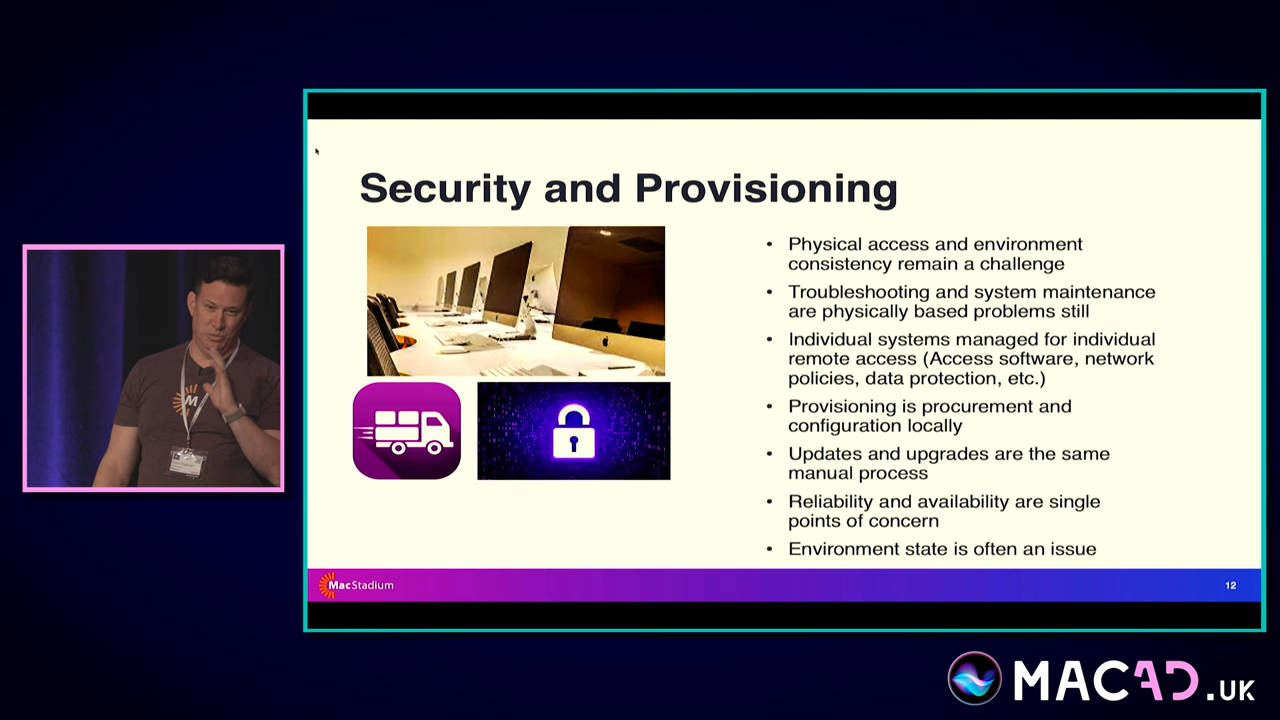 Security and Provisioning
• Physical access and environment
consistency remain a challenge
• Troubleshooting and system maintenance
are physically based problems still
• Individual systems managed for individual
remote access (Access software, network
policies, data protection, etc.)
• Provisioning is procurement and
configuration locally
• Updates and upgrades are the same
manual process
• Reliability and availability are single
points of concern
• Environment state is often an issue
MacStadium
12
M
MACAD.UK